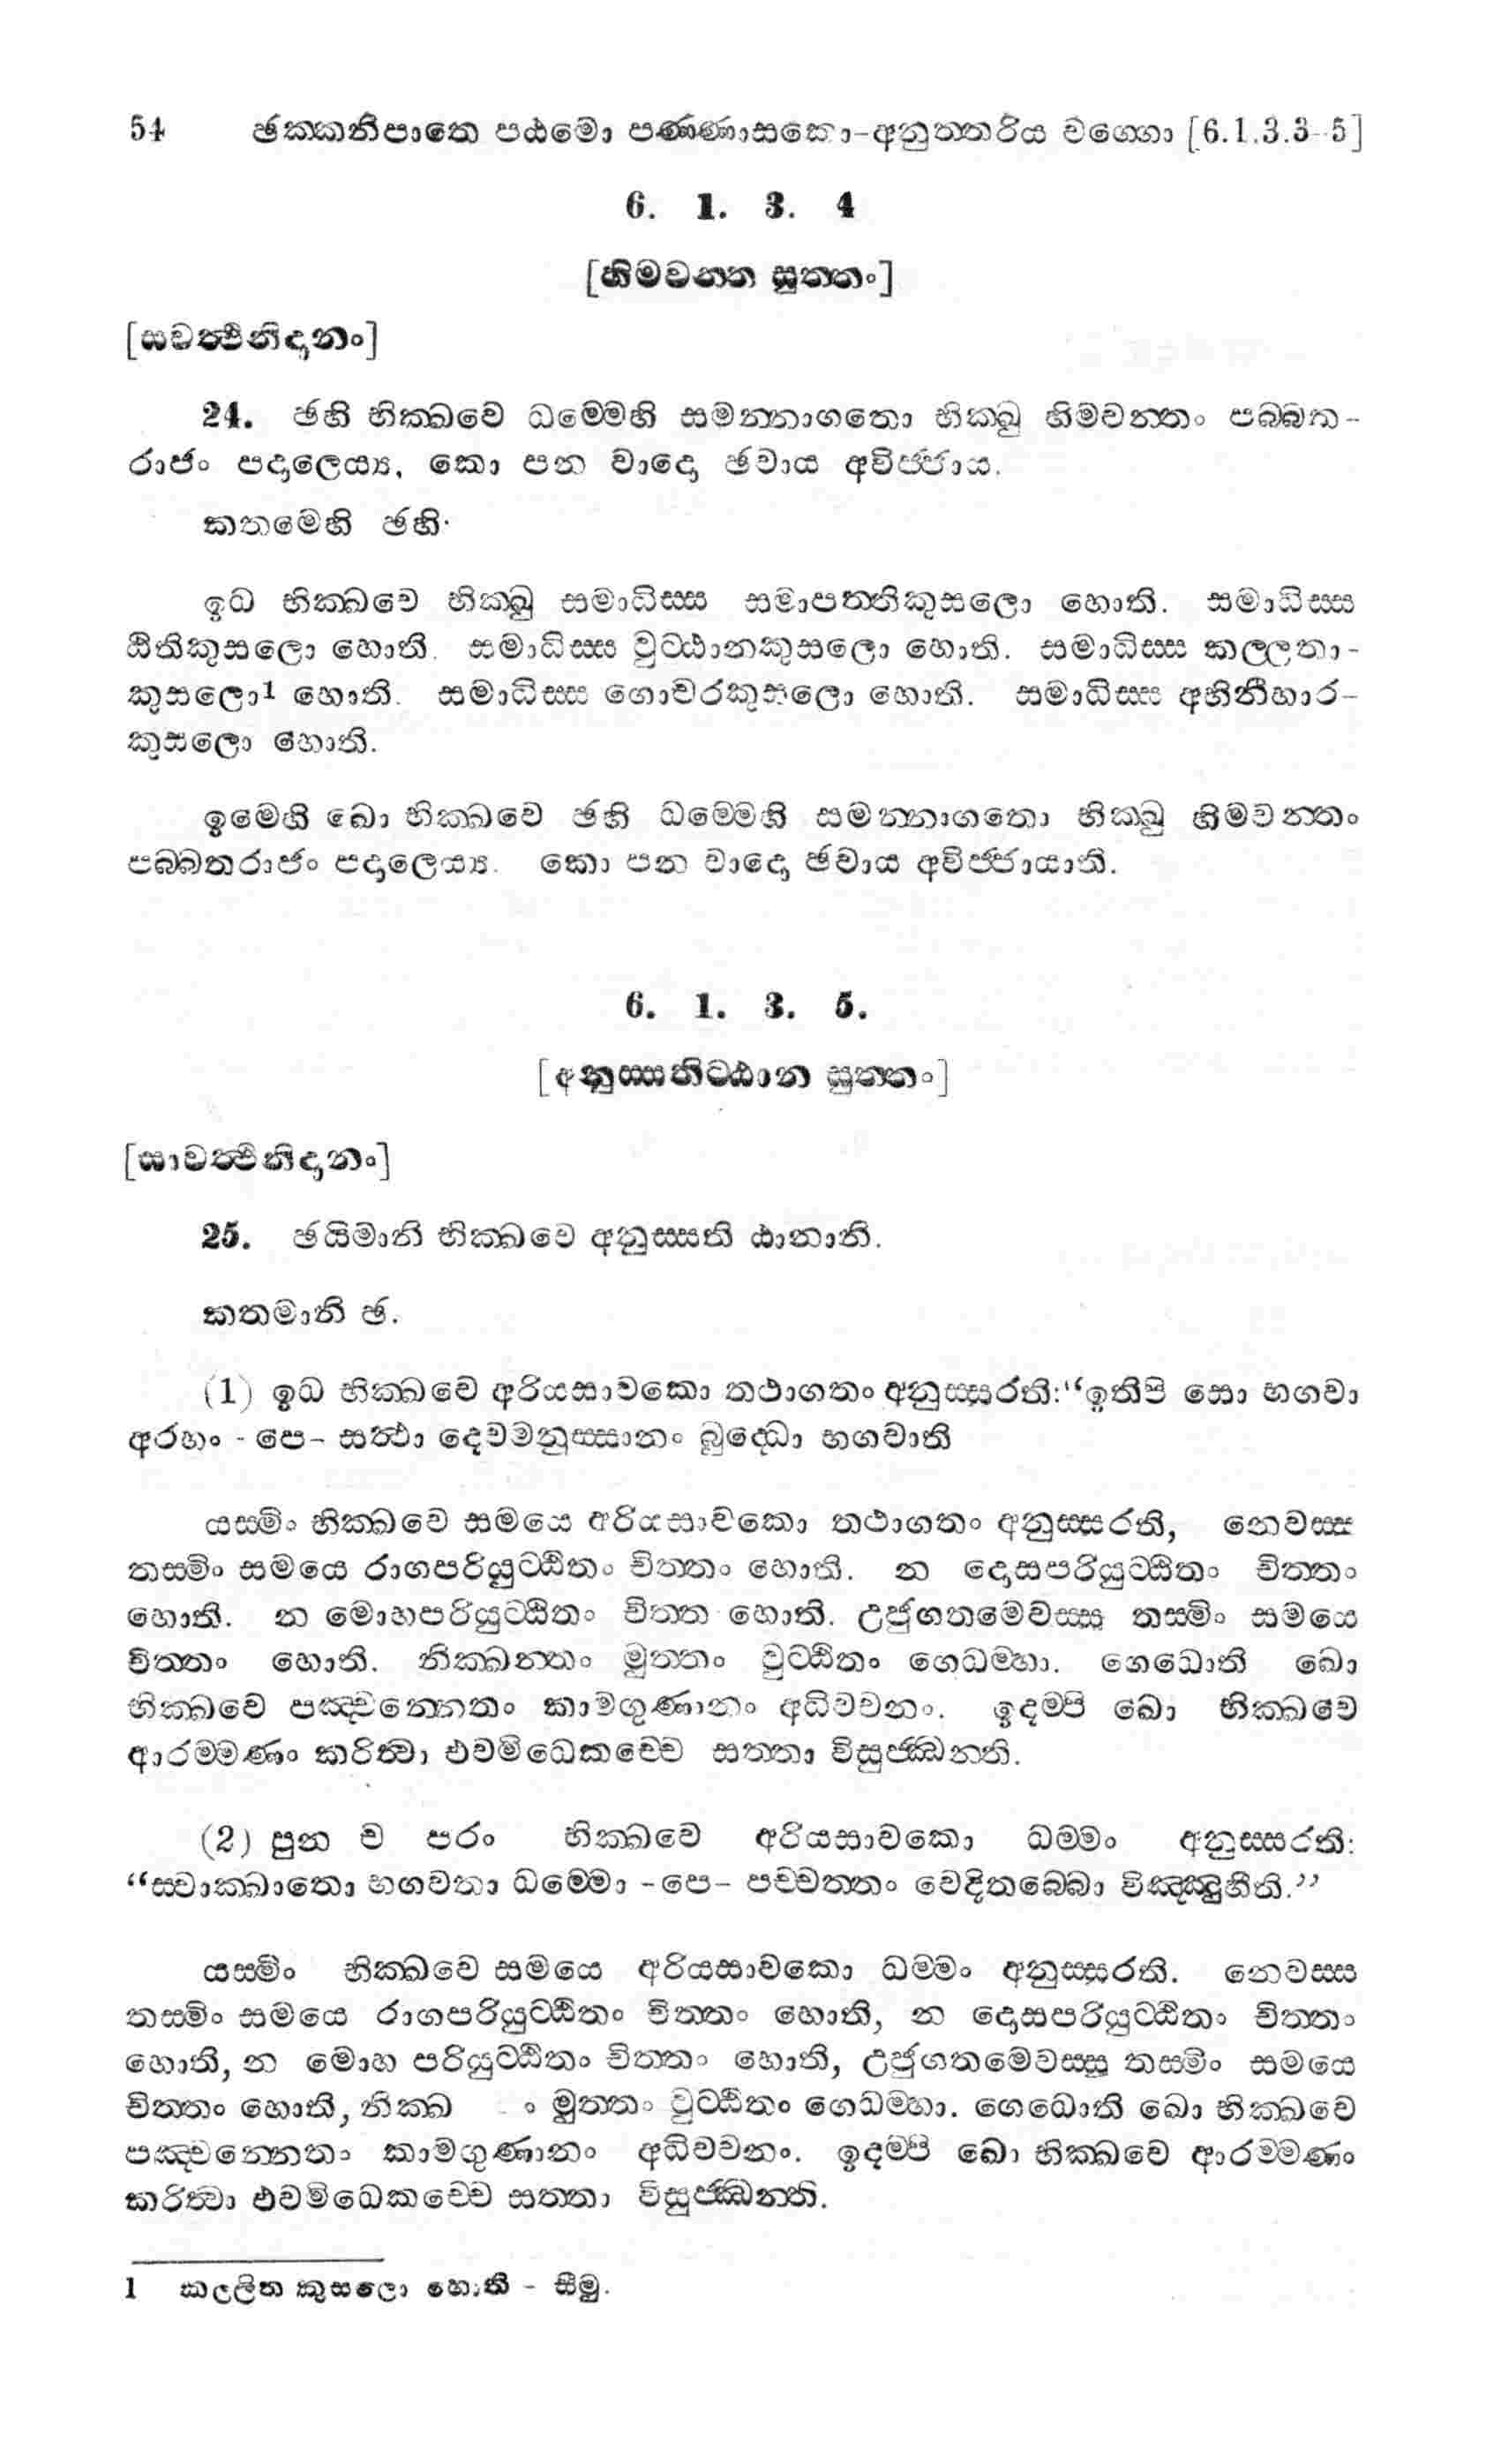 54 ඡක්කනිපාතෙ පඨමො පණ්ණාසකො-අනුත්තරිය වග්ගො [6.1.3.3-5]
6. 1. 3. 4
[හිමවන්ත සුත්තං]
[සවත්ථිනිදානං]
24. ඡහි භික්ඛවෙ ධම්මෙහි සමන්නාගතො භික්ඛු හිමවන්තං පබ්බත-
රාජං පදාලෙය්‍ය, කො පන වාදො ඡවාය අවිජ්ජාය.
කතමෙහි ඡහි.
ඉධ භික්ඛවෙ භික්ඛු සමාධිස්ස සමාපත්තිකුසලො හොති. සමාධිස්ස
ඨිතිකුසලො හොති. සමාධිස්ස වුට්ඨානකුසලො හොති. සමාධිස්ස කල්ලතා-
කුසලො1 හොති. සමාධිස්ස ගොචරකුසලො හොති. සමාධිස්ස අභිනීහාර-
කුසලො හොති.
ඉමෙහි ඛො භික්ඛවෙ ඡහි ධම්මෙහි සමන්නාගතො භික්ඛු හිමවන්තං
පබ්බතරාජං පදාලෙය්‍ය. කො පන වාදො ඡවාය අවිජ්ජායාති.
6. 1. 3. 5.
[අනුස්සතිට්ඨාන සුත්තං]
[සාවත්ථිනිදානං]
25. ඡයිමානි භික්ඛවෙ අනුස්සති ඨානානි.
කතමානි ඡ.
(1) ඉධ භික්ඛවෙ අරියසාවකො තථාගතං අනුස්සරති:“ඉතිපි සො භගවා
අරහං - පෙ- සත්ථා දෙවමනුස්සානං බුද්ධො භගවාති
යස්මිං භික්ඛවෙ සමයෙ අරියසාවකො තථාගතං අනුස්සරති, නෙවස්ස
තස්මිං සමයෙ රාගපරියුට්ඨිතං චිත්තං හොති. න දොසපරියුට්ඨිතං චිත්තං
හොති. න මොහපරියුට්ඨිතං චිත්ත හොති. උජුගතමෙවස්ස තස්මිං සමයෙ
චිත්තං හොති. නික්ඛන්තං මුත්තං වුට්ඨිතං ගෙධම්හා. ගෙධොති ඛො
භික්ඛවෙ පඤ්චන්නෙතං කාමගුණානං අධිවචනං. ඉදම්පි ඛො භික්ඛවෙ
ආරම්මණං කරිත්වා එවමිධෙකච්චෙ සත්තා විසුජ්ඣන්ති.
(2) පුන ච පරං භික්ඛවෙ අරියසාවකො ධම්මං අනුස්සරති:
“ස්වාක්ඛාතො භගවතා ධම්මො -පෙ- පච්චත්තං වෙදිතබ්බො විඤ්ඤූහීති.”
යස්මිං භික්ඛවෙ සමයෙ අරියසාවකො ධම්මං අනුස්සරති. නෙවස්ස
තස්මිං සමයෙ රාගපරියුට්ඨිතං චිත්තං හොති, න දොසපරියුට්ඨිතං චිත්තං
හොති, න මොහ පරියුට්ඨිතං චිත්තං හොති, උජුගතමෙවස්ස තස්මිං සමයෙ
චිත්තං හොති, නික්ඛ ං මුත්තං වුට්ඨිතං ගෙධම්හා. ගෙධොති ඛො භික්ඛවෙ
පඤ්චන්නෙතං කාමගුණානං අධිවචනං. ඉදම්පි ඛො භික්ඛවෙ ආරම්මණං
කරිත්වා එවමිධෙකච්චෙ සත්තා විසුජ්ඣන්ති.
1 කල්ලිත කුසලො හොති - සීමු.